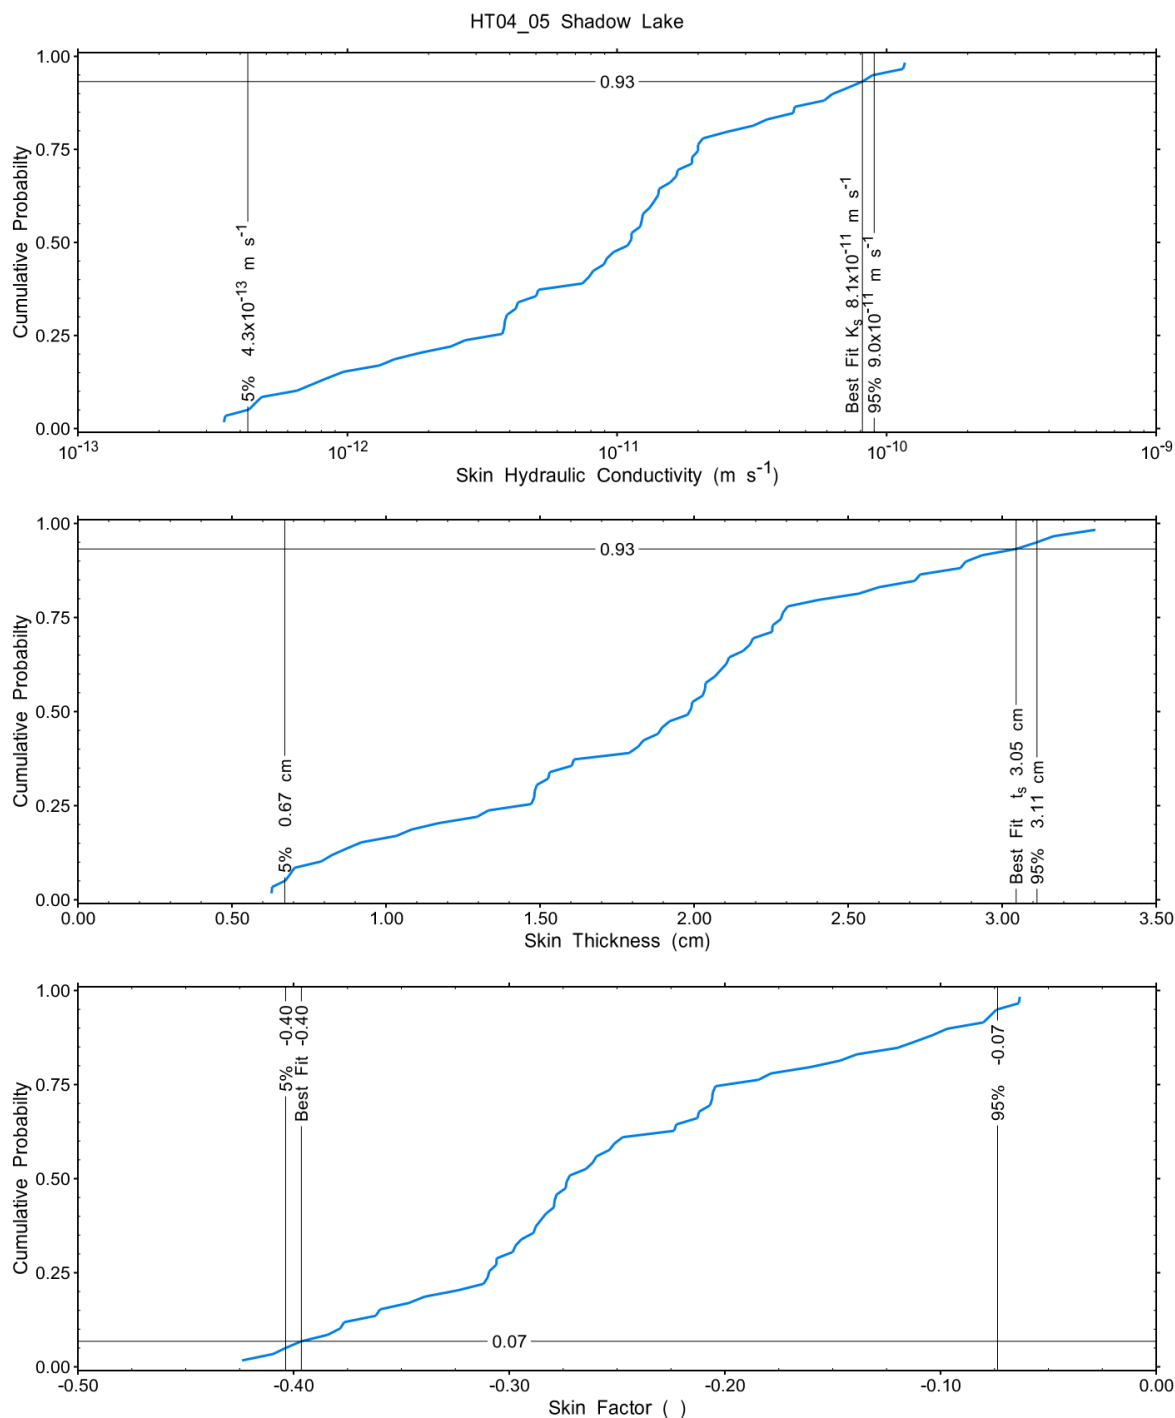 HT04_05 Shadow Lake
1.00
0.75
0.50
0.25
0.00
Cumulative Probabilty
0.93
5% 4.3x10-13 m s-1
Best Fit Ks 8.1x10-11 m s-1
95% 9.0x10-11 m s-1
10-13
10-12
10-11
10-10
10-9
Skin Hydraulic Conductivity (m s-1)
1.00
0.75
0.50
0.25
0.00
Cumulative Probabilty
0.93
5% 0.67 cm
Best Fit ts 3.05 cm
95% 3.11 cm
0.00
0.50
1.00
1.50
2.00
2.50
3.00
3.50
Skin Thickness (cm)
1.00
0.75
0.50
0.25
0.00
Cumulative Probabilty
5% -0.40
Best Fit -0.40
95% -0.07
0.07
-0.50
-0.40
-0.30
-0.20
-0.10
0.00
Skin Factor ( )